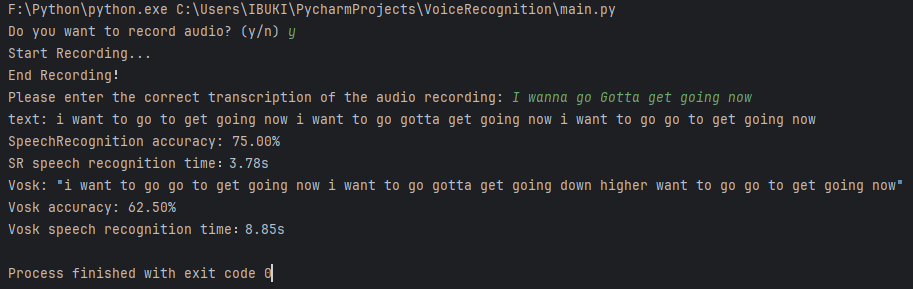 F:\Python\python.exe C:\Users\IBUKI\PycharmProjects\VoiceRecognition\main.py
Do you want to record audio? (y/n) y
Start Recording...
End Recording!
Please enter the correct transcription of the audio recording: I wanna go Gotta get going now
text: i want to go to get going now i want to go gotta get going now i want to go go to get going now
SpeechRecognition accuracy: 75.00%
SR speech recognition time：3.78s
Vosk: "i want to go go to get going now i want to go gotta get going down higher want to go go to get going now"
Vosk accuracy: 62.50%
Vosk speech recognition time：8.85s
Process finished with exit code 0